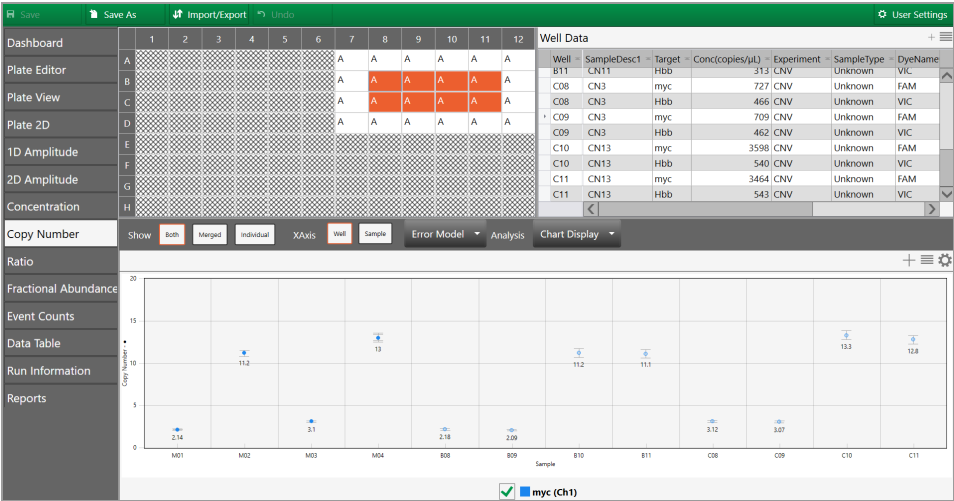 Save Save As Import/Export Undo User Settings
Dashboard
Plate Editor
Plate View
Plate 2D
1D Amplitude
2D Amplitude
Concentration
Copy Number
Ratio
Fractional Abundance
Event Counts
Data Table
Run Information
Reports
1 2 3 4 5 6 7 8 9 10 11 12
A A A A A A A
B A A A A A A
C A A A A A A
D A A A A A A
E
F
G
H
Well Data
Well SampleDesc1 Target Conc(copies/µL) Experiment SampleType DyeName
B11 CN11 Hbb 313 CNV Unknown VIC
C08 CN3 myc 727 CNV Unknown FAM
C08 CN3 Hbb 466 CNV Unknown VIC
C09 CN3 myc 709 CNV Unknown FAM
C09 CN3 Hbb 462 CNV Unknown VIC
C10 CN13 myc 3598 CNV Unknown FAM
C10 CN13 Hbb 540 CNV Unknown VIC
C11 CN13 myc 3464 CNV Unknown FAM
C11 CN13 Hbb 543 CNV Unknown VIC
Show Both Merged Individual XAxis Well Sample Error Model Analysis Chart Display
Copy Number - •
20
15
10
5
0
2.14
11.2
3.1
13
2.18
2.09
11.2
11.1
3.12
3.07
13.3
12.8
M01 M02 M03 M04 B08 B09 B10 B11 C08 C09 C10 C11
Sample
myc (Ch1)